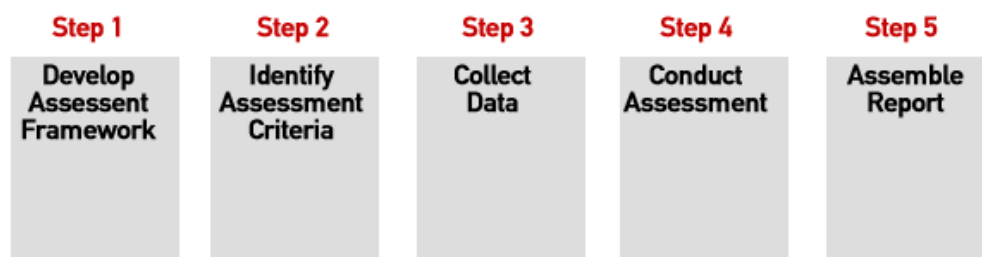 Step 1
Develop
Assessent
Framework
Step 2
Identify
Assessment
Criteria
Step 3
Collect
Data
Step 4
Conduct
Assessment
Step 5
Assemble
Report